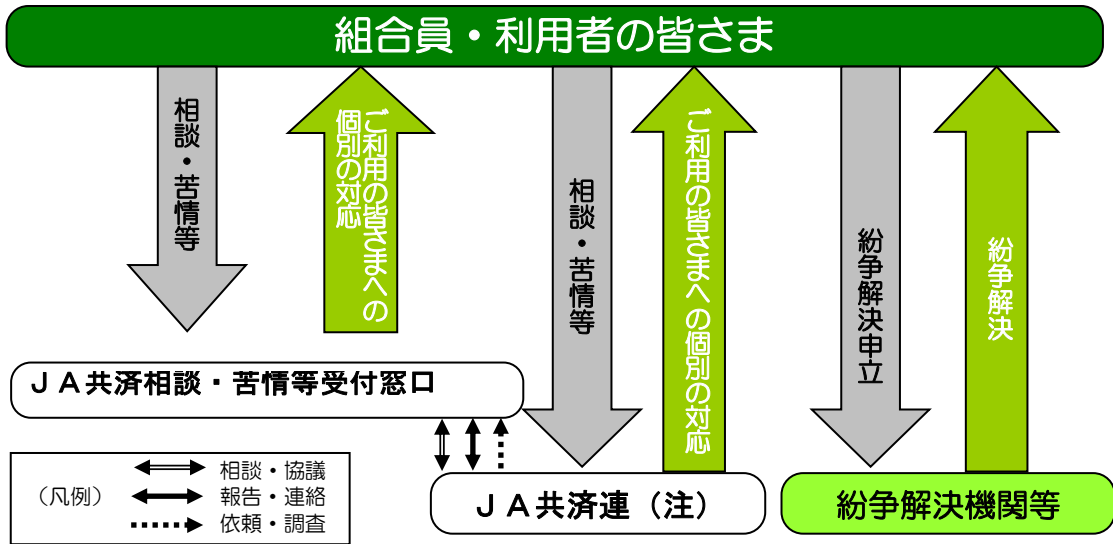 組合員・利用者の皆さま
相談・苦情等
ご利用の皆さまへの
個別の対応
相談・苦情等
ご利用の皆さまへの個別の対応
紛争解決申立
紛争解決
ＪＡ共済相談・苦情等受付窓口
（凡例）
相談・協議
報告・連絡
依頼・調査
ＪＡ共済連（注）
紛争解決機関等